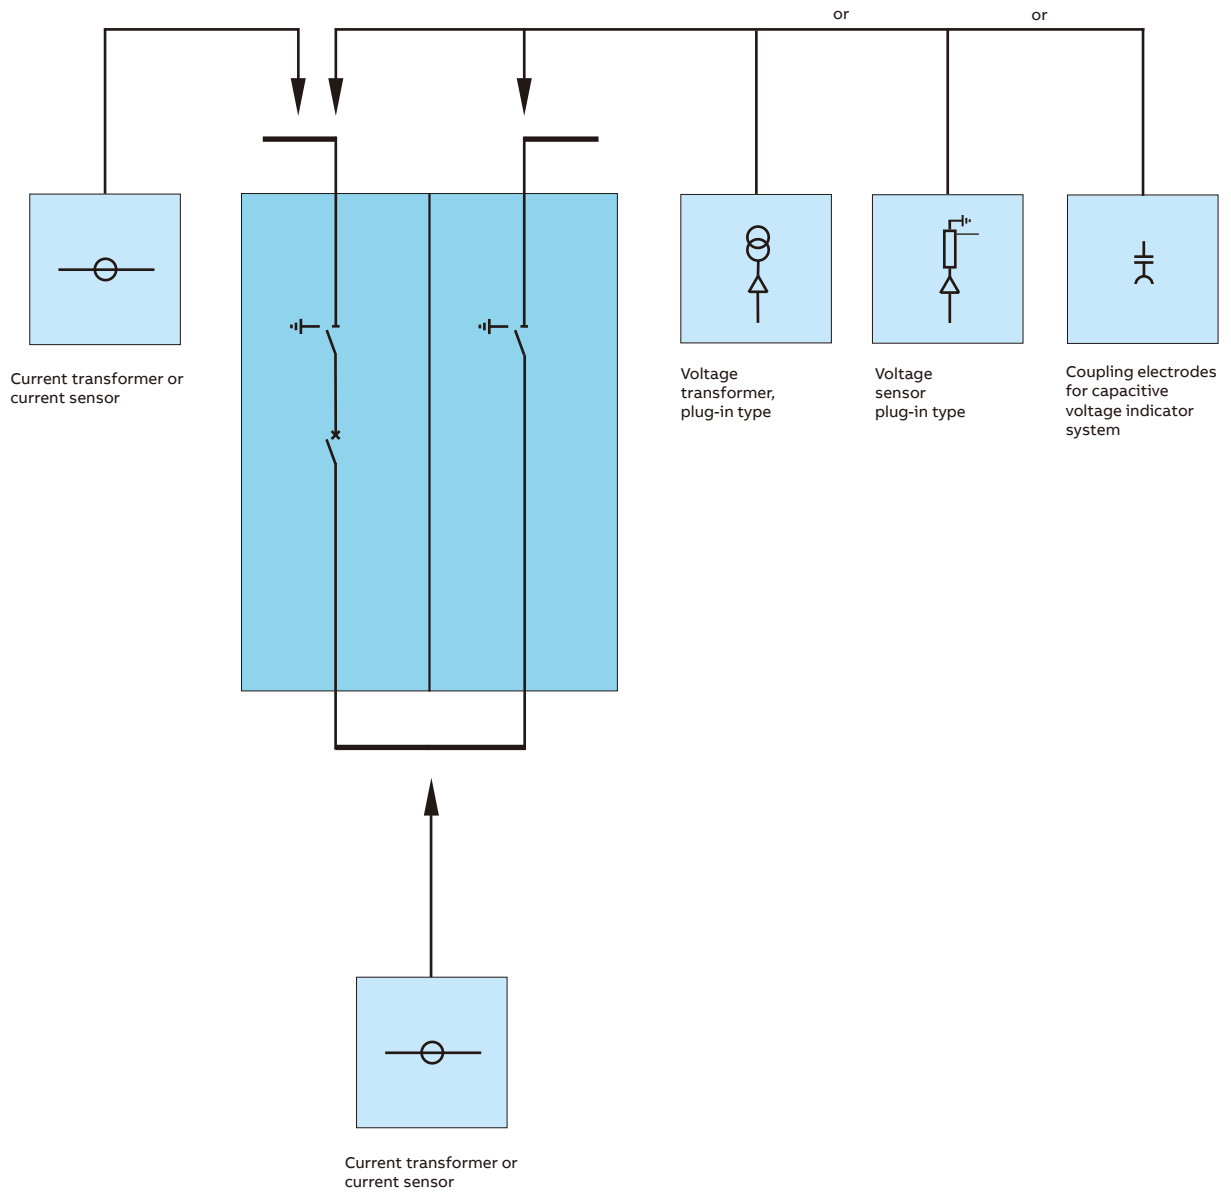 or
or
Current transformer or
current sensor
Voltage
transformer,
plug-in type
Voltage
sensor
plug-in type
Coupling electrodes
for capacitive
voltage indicator
system
Current transformer or
current sensor